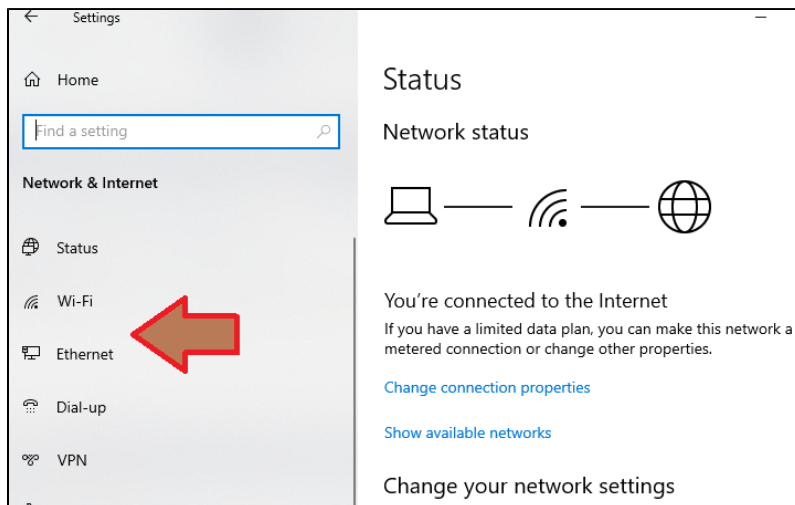 Settings
Home
Find a setting
Network & Internet
Status
Wi-Fi
Ethernet
Dial-up
VPN
Status
Network status
You're connected to the Internet
If you have a limited data plan, you can make this network a
metered connection or change other properties.
Change connection properties
Show available networks
Change your network settings